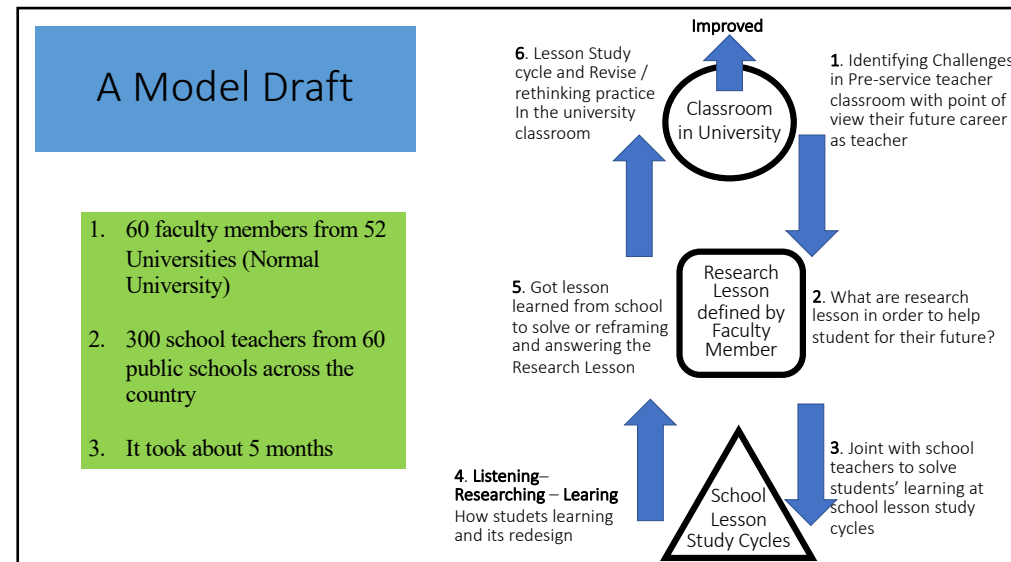 A Model Draft
1. 60 faculty members from 52
Universities (Normal
University)
2. 300 school teachers from 60
public schools across the
country
3. It took about 5 months
Improved
6. Lesson Study
cycle and Revise /
rethinking practice
In the university
classroom
Classroom
in University
1. Identifying Challenges
in Pre-service teacher
classroom with point of
view their future career
as teacher
5. Got lesson
learned from school
to solve or reframing
and answering the
Research Lesson
Research
Lesson
defined by
Faculty
Member
2. What are research
lesson in order to help
student for their future?
4. Listening–
Researching – Learing
How studets learning
and its redesign
School
Lesson
Study Cycles
3. Joint with school
teachers to solve
students’ learning at
school lesson study
cycles